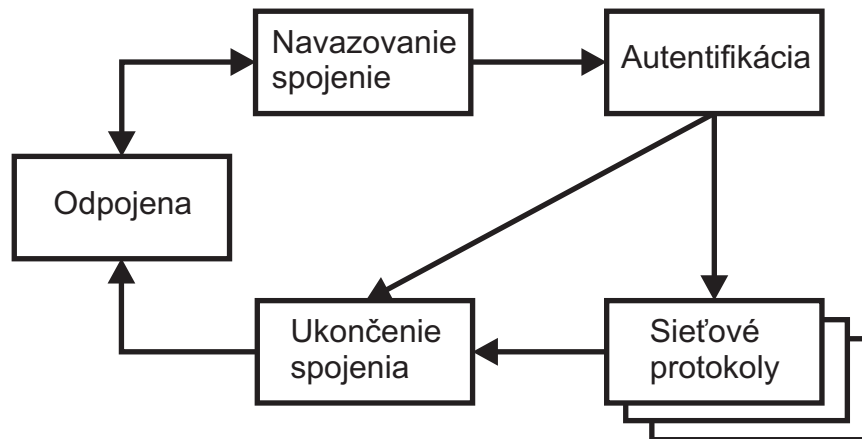 Navazovanie
spojenie
Autentifikácia
Odpojena
Ukončenie
spojenia
Sieťové
protokoly